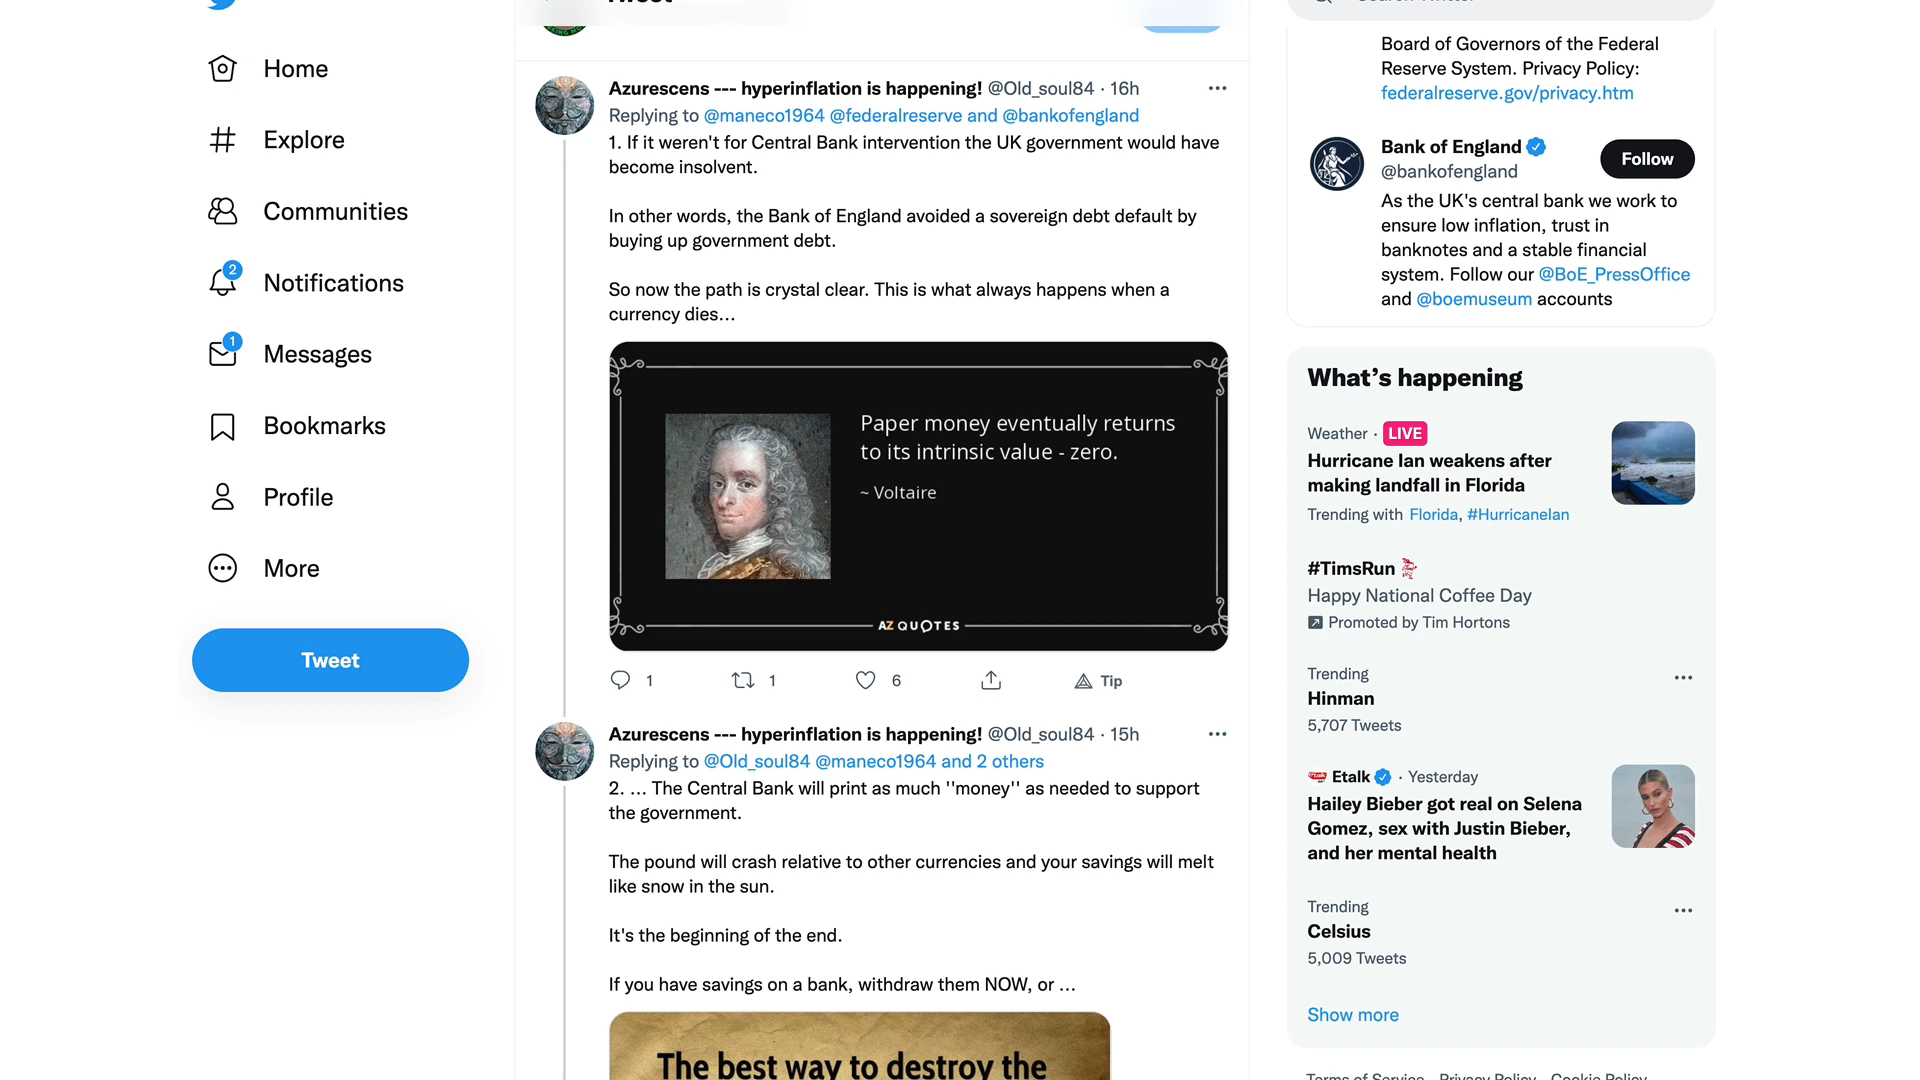 Home
Explore
Communities
2
Notifications
1
Messages
Bookmarks
Profile
More
Tweet
Azurescens --- hyperinflation is happening! @Old_soul84 · 16h
Replying to @maneco1964 @federalreserve and @bankofengland
1. If it weren't for Central Bank intervention the UK government would have
become insolvent.
In other words, the Bank of England avoided a sovereign debt default by
buying up government debt.
So now the path is crystal clear. This is what always happens when a
currency dies…
Paper money eventually returns
to its intrinsic value - zero.
~ Voltaire
AZ QUOTES
1 1 6 Tip
Azurescens --- hyperinflation is happening! @Old_soul84 · 15h
Replying to @Old_soul84 @maneco1964 and 2 others
2. … The Central Bank will print as much ''money'' as needed to support
the government.
The pound will crash relative to other currencies and your savings will melt
like snow in the sun.
It's the beginning of the end.
If you have savings on a bank, withdraw them NOW, or …
The best way to destroy the
Board of Governors of the Federal
Reserve System. Privacy Policy:
federalreserve.gov/privacy.htm
Bank of England
@bankofengland
Follow
As the UK's central bank we work to
ensure low inflation, trust in
banknotes and a stable financial
system. Follow our @BoE_PressOffice
and @boemuseum accounts
What's happening
Weather · LIVE
Hurricane Ian weakens after
making landfall in Florida
Trending with Florida, #HurricaneIan
#TimsRun
Happy National Coffee Day
Promoted by Tim Hortons
Trending
Hinman
5,707 Tweets
Etalk · Yesterday
Hailey Bieber got real on Selena
Gomez, sex with Justin Bieber,
and her mental health
Trending
Celsius
5,009 Tweets
Show more
Terms of Service Privacy Policy Cookie Policy